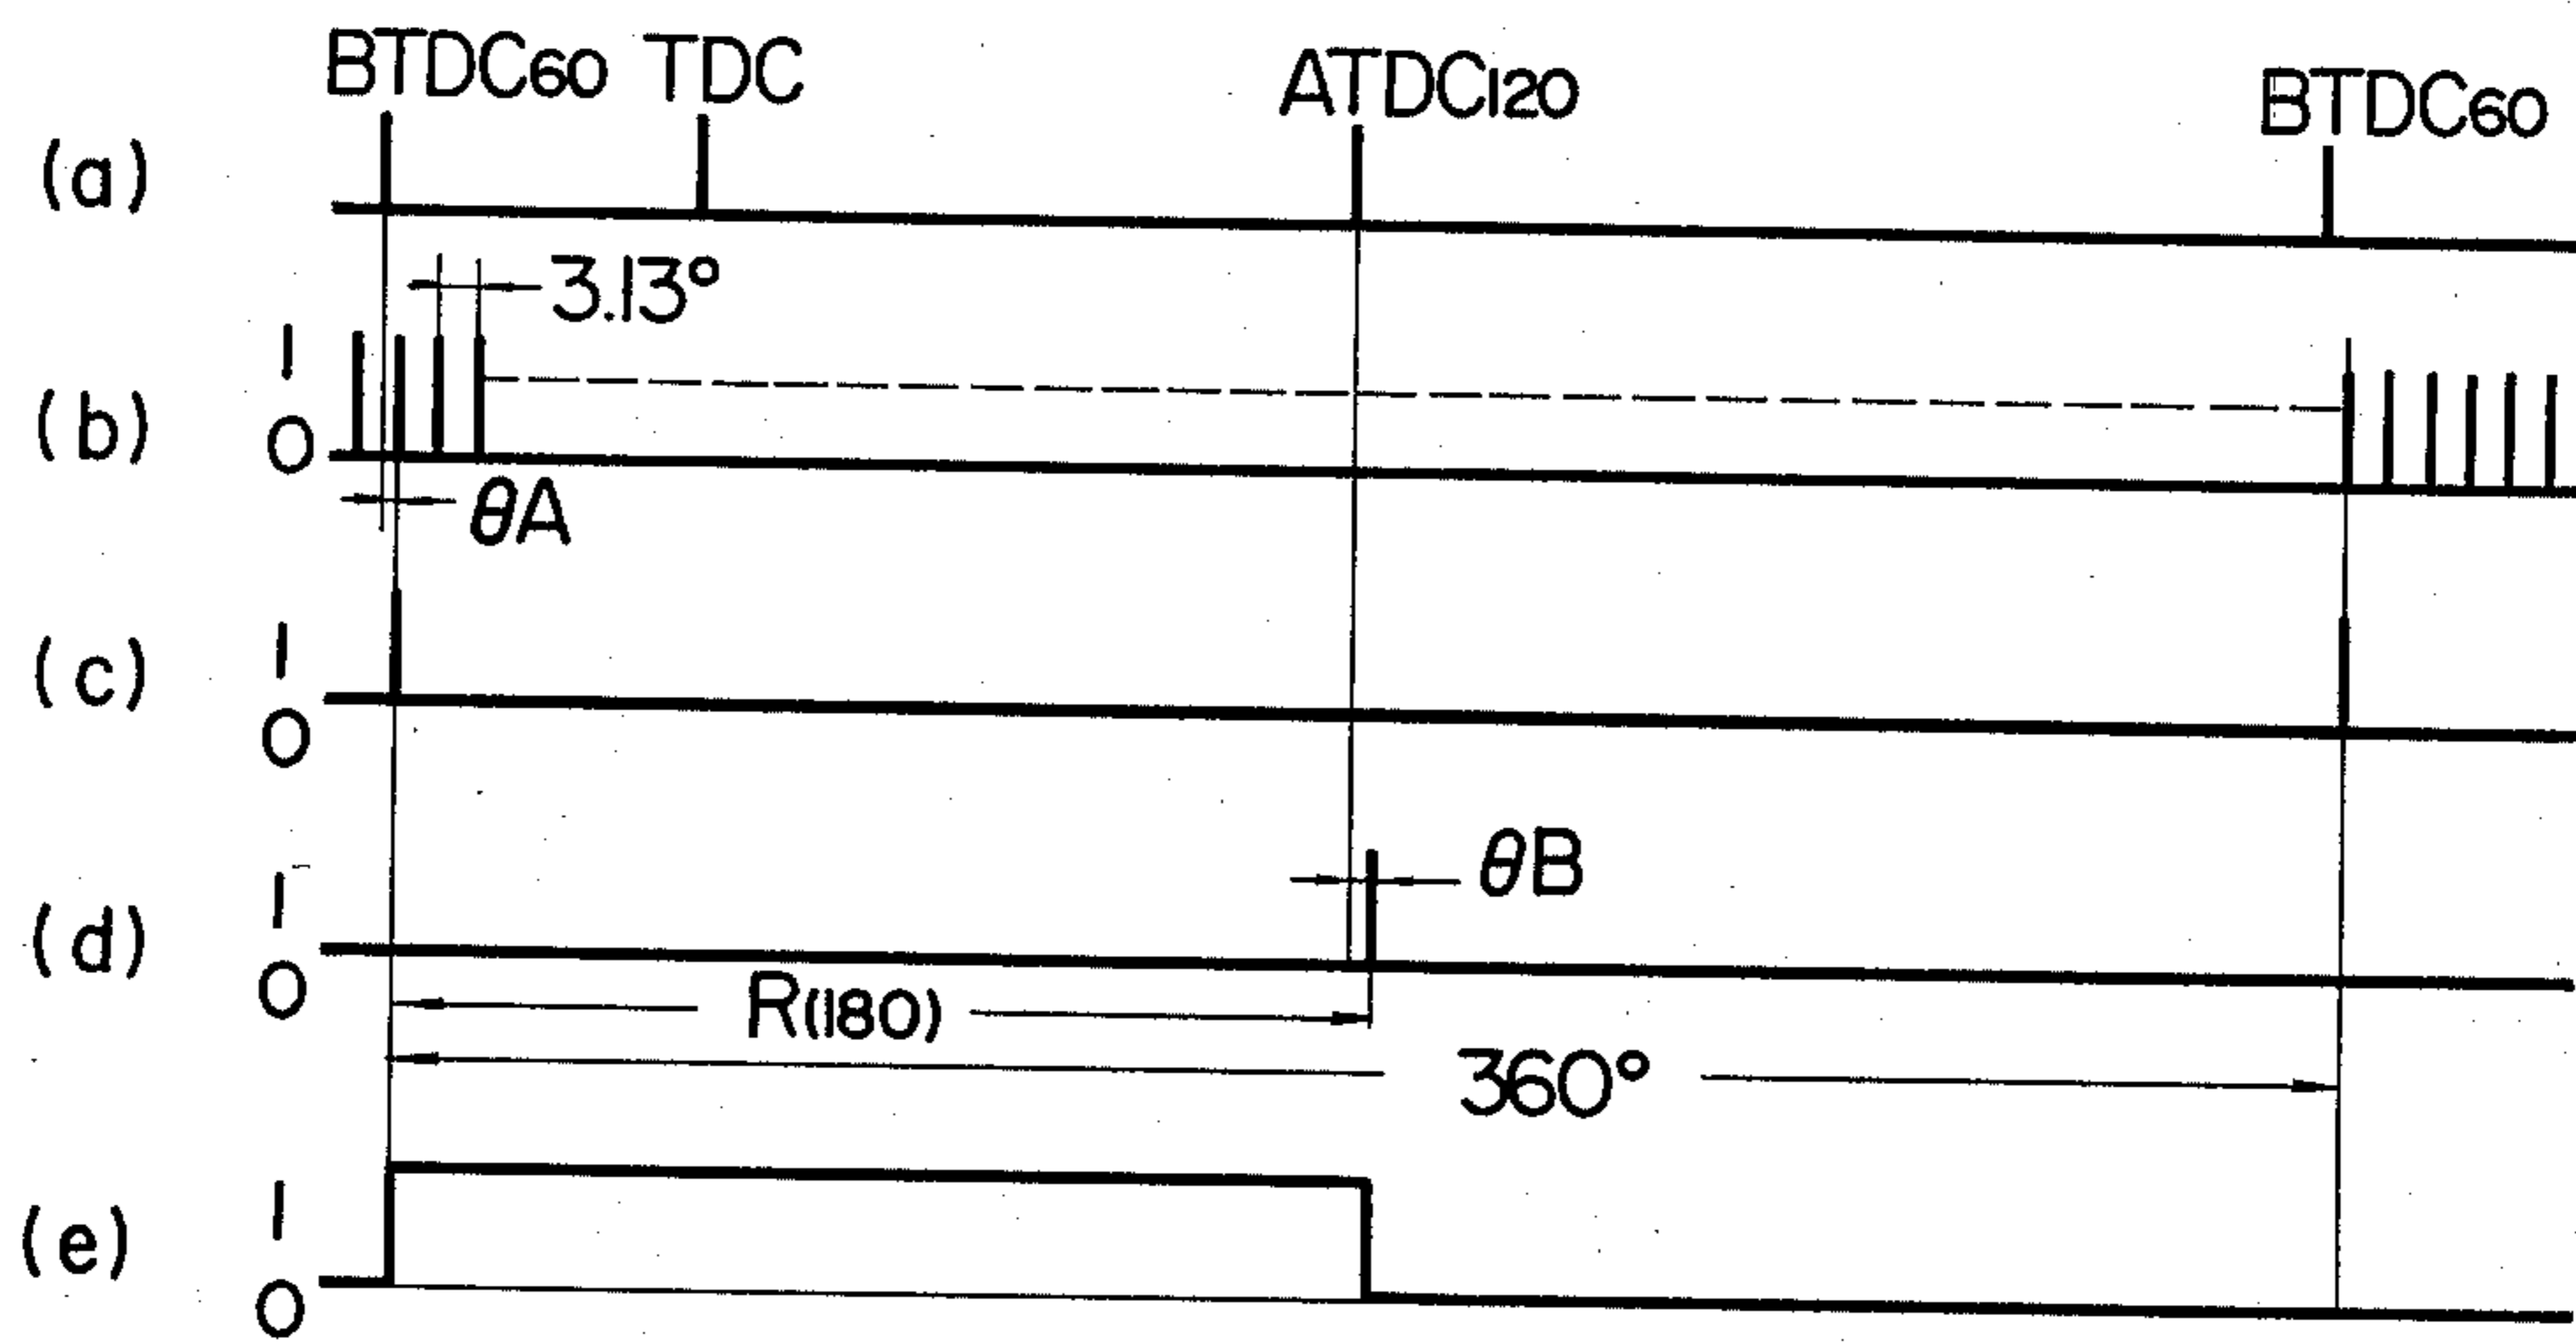 BTDC60 TDC ATDC120 BTDC60
(a)
3.13°
1
(b)
0
θA
1
(c)
0
θB
1
(d)
0
R(180)
360°
1
(e)
0